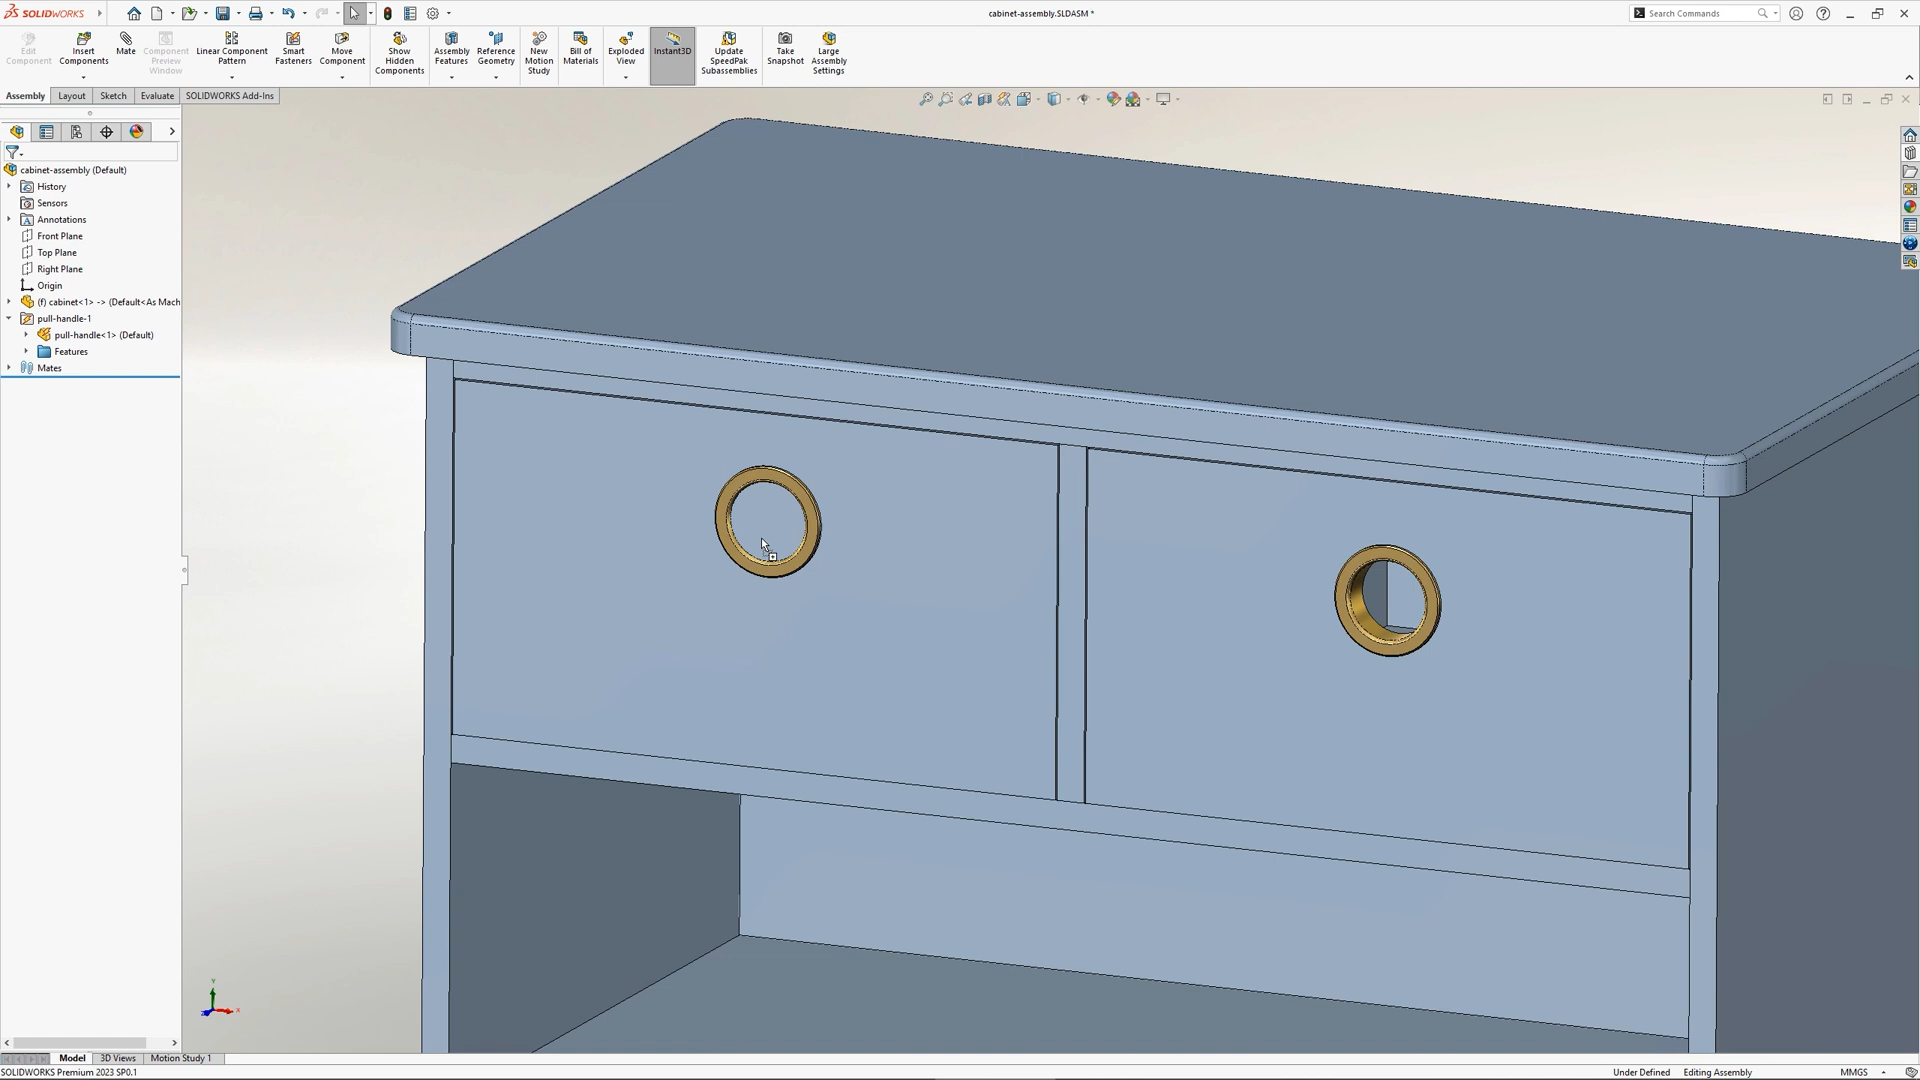 SOLIDWORKS
cabinet-assembly.SLDASM *
Search Commands
Edit Component
Insert Components
Mate
Component Preview Window
Linear Component Pattern
Smart Fasteners
Move Component
Show Hidden Components
Assembly Features
Reference Geometry
New Motion Study
Bill of Materials
Exploded View
Instant3D
Update SpeedPak Subassemblies
Take Snapshot
Large Assembly Settings
Assembly Layout Sketch Evaluate SOLIDWORKS Add-Ins
cabinet-assembly (Default)
History
Sensors
Annotations
Front Plane
Top Plane
Right Plane
Origin
(f) cabinet<1> -> (Default<As Mach
pull-handle-1
pull-handle<1> (Default)
Features
Mates
Y
X
Z
Model 3D Views Motion Study 1
SOLIDWORKS Premium 2023 SP0.1
Under Defined Editing Assembly MMGS